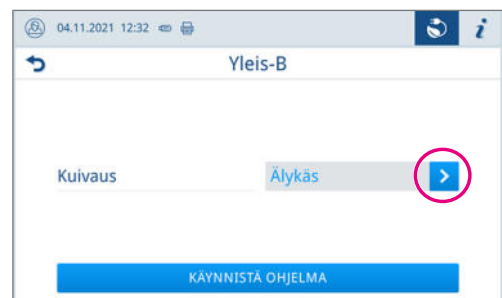 04.11.2021 12:32
Yleis-B
Kuivaus Älykäs
KÄYNNISTÄ OHJELMA